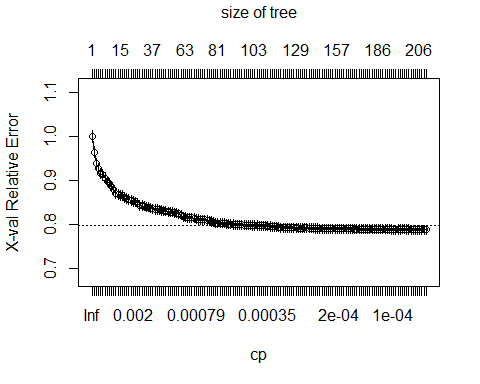 size of tree
1 15 37 63 81 103 129 157 186 206
X-val Relative Error
1.1
1.0
0.9
0.8
0.7
Inf 0.002 0.00079 0.00035 2e-04 1e-04
cp